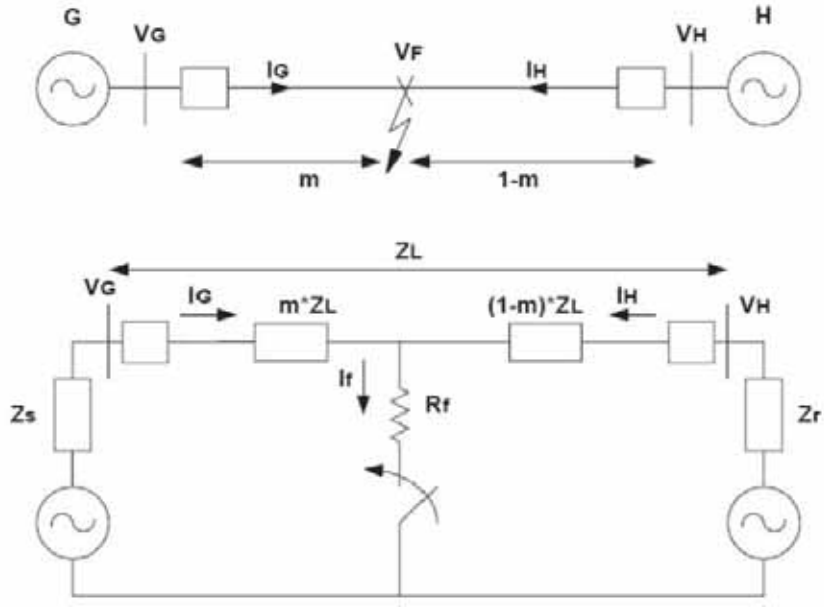 G H
VG VF VH
IG IH
m 1-m
ZL
VG IG m*ZL (1-m)*ZL IH VH
If Rf
Zs Zr